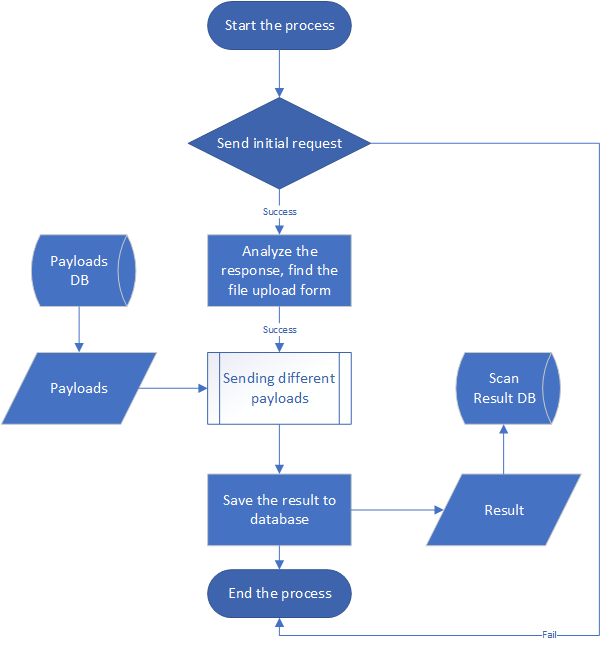 Start the process
Send initial request
Success
Analyze the
response, find the
file upload form
Payloads
DB
Success
Payloads
Sending different
payloads
Scan
Result DB
Save the result to
database
Result
End the process
Fail